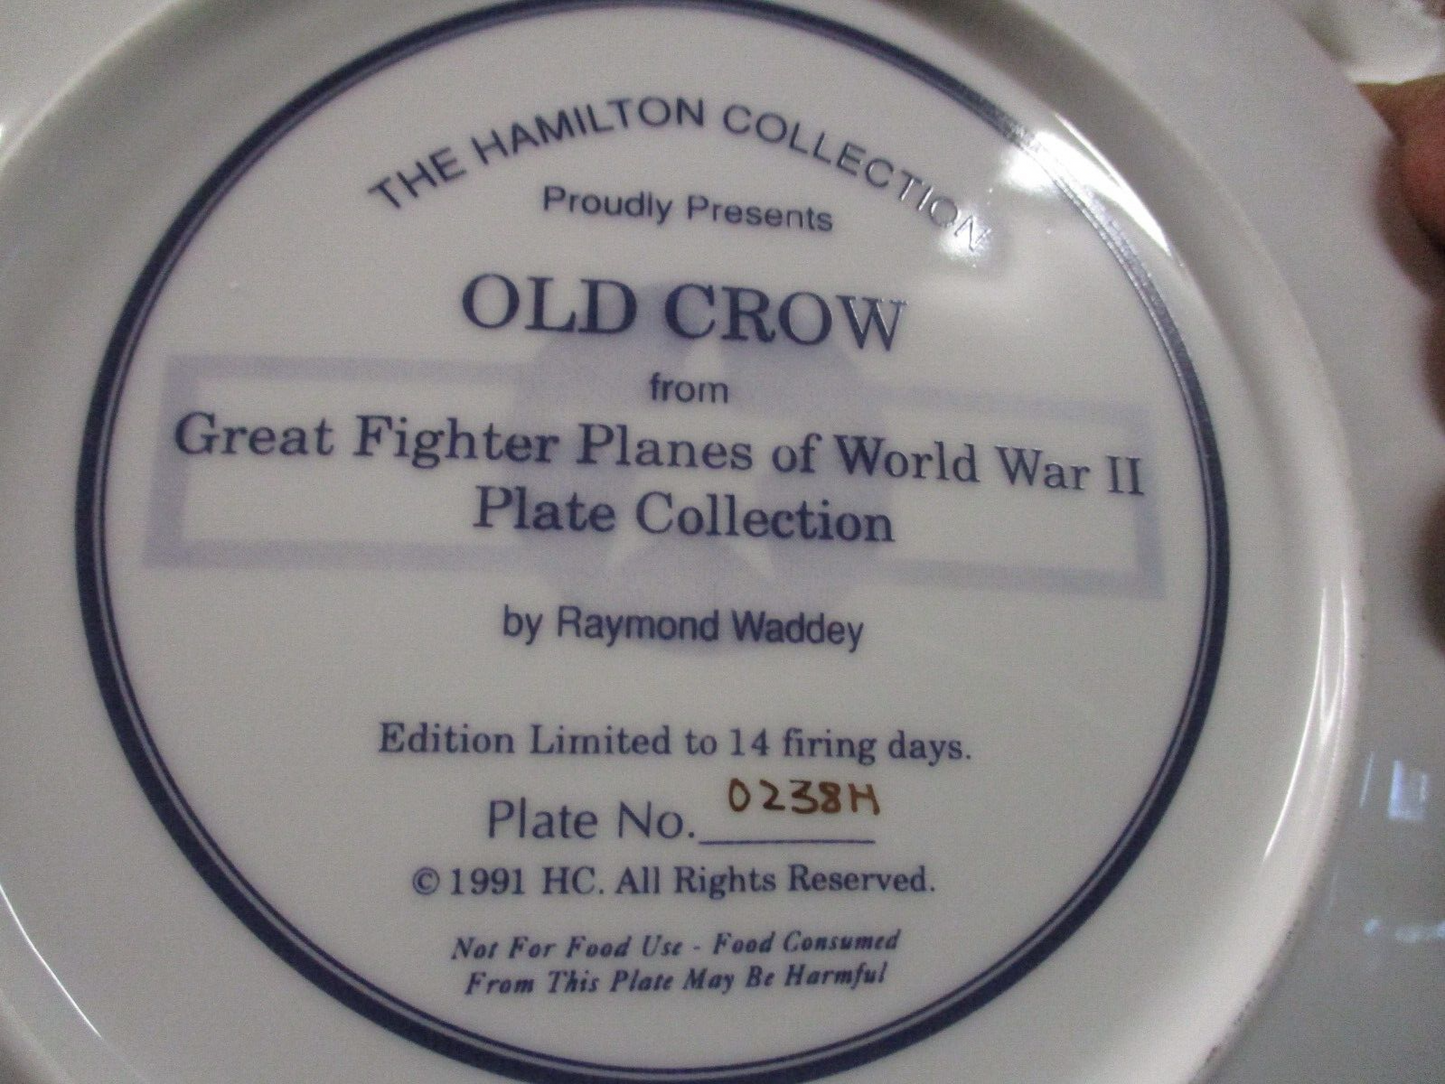 THE HAMILTON COLLECTION
Proudly Presents
OLD CROW
from
Great Fighter Planes of World War II
Plate Collection
by Raymond Waddey
Edition Limited to 14 firing days.
Plate No. 0238H
© 1991 HC. All Rights Reserved.
Not For Food Use - Food Consumed
From This Plate May Be Harmful